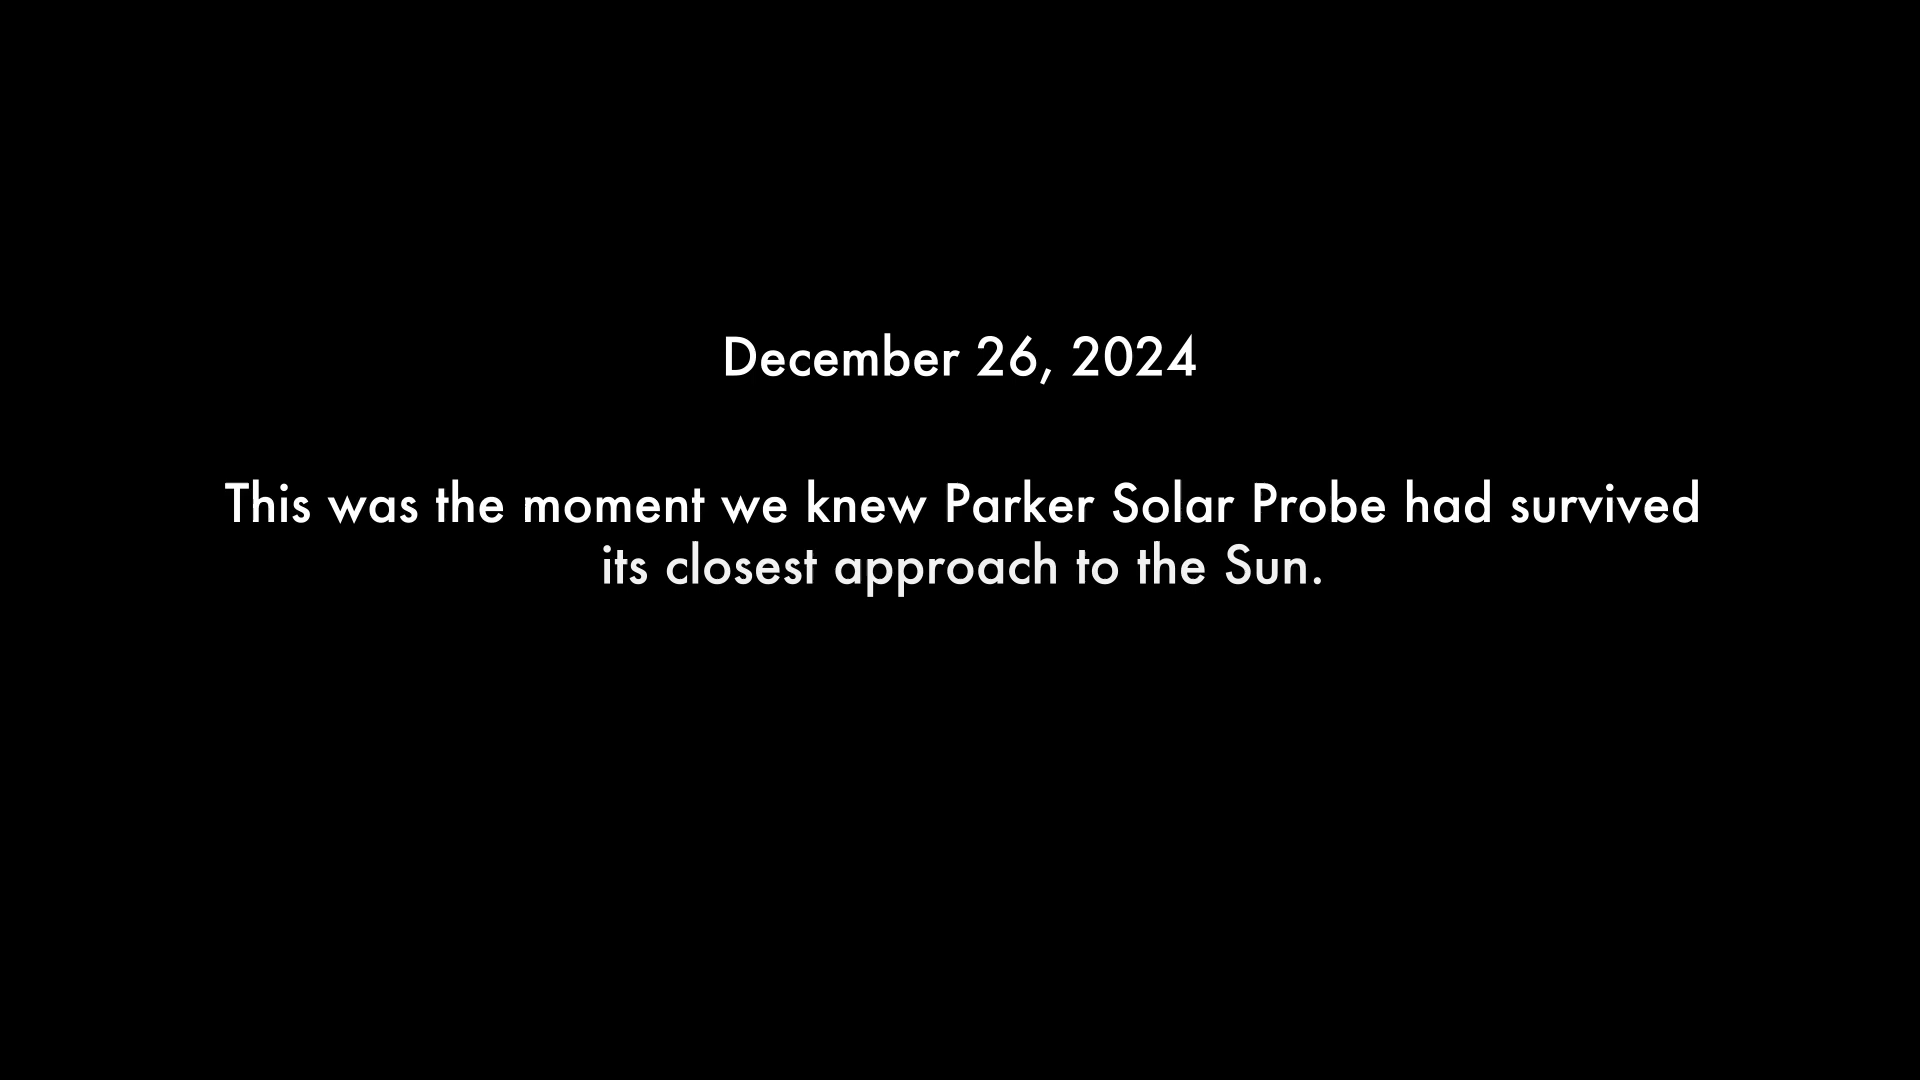 December 26, 2024
This was the moment we knew Parker Solar Probe had survived
its closest approach to the Sun.